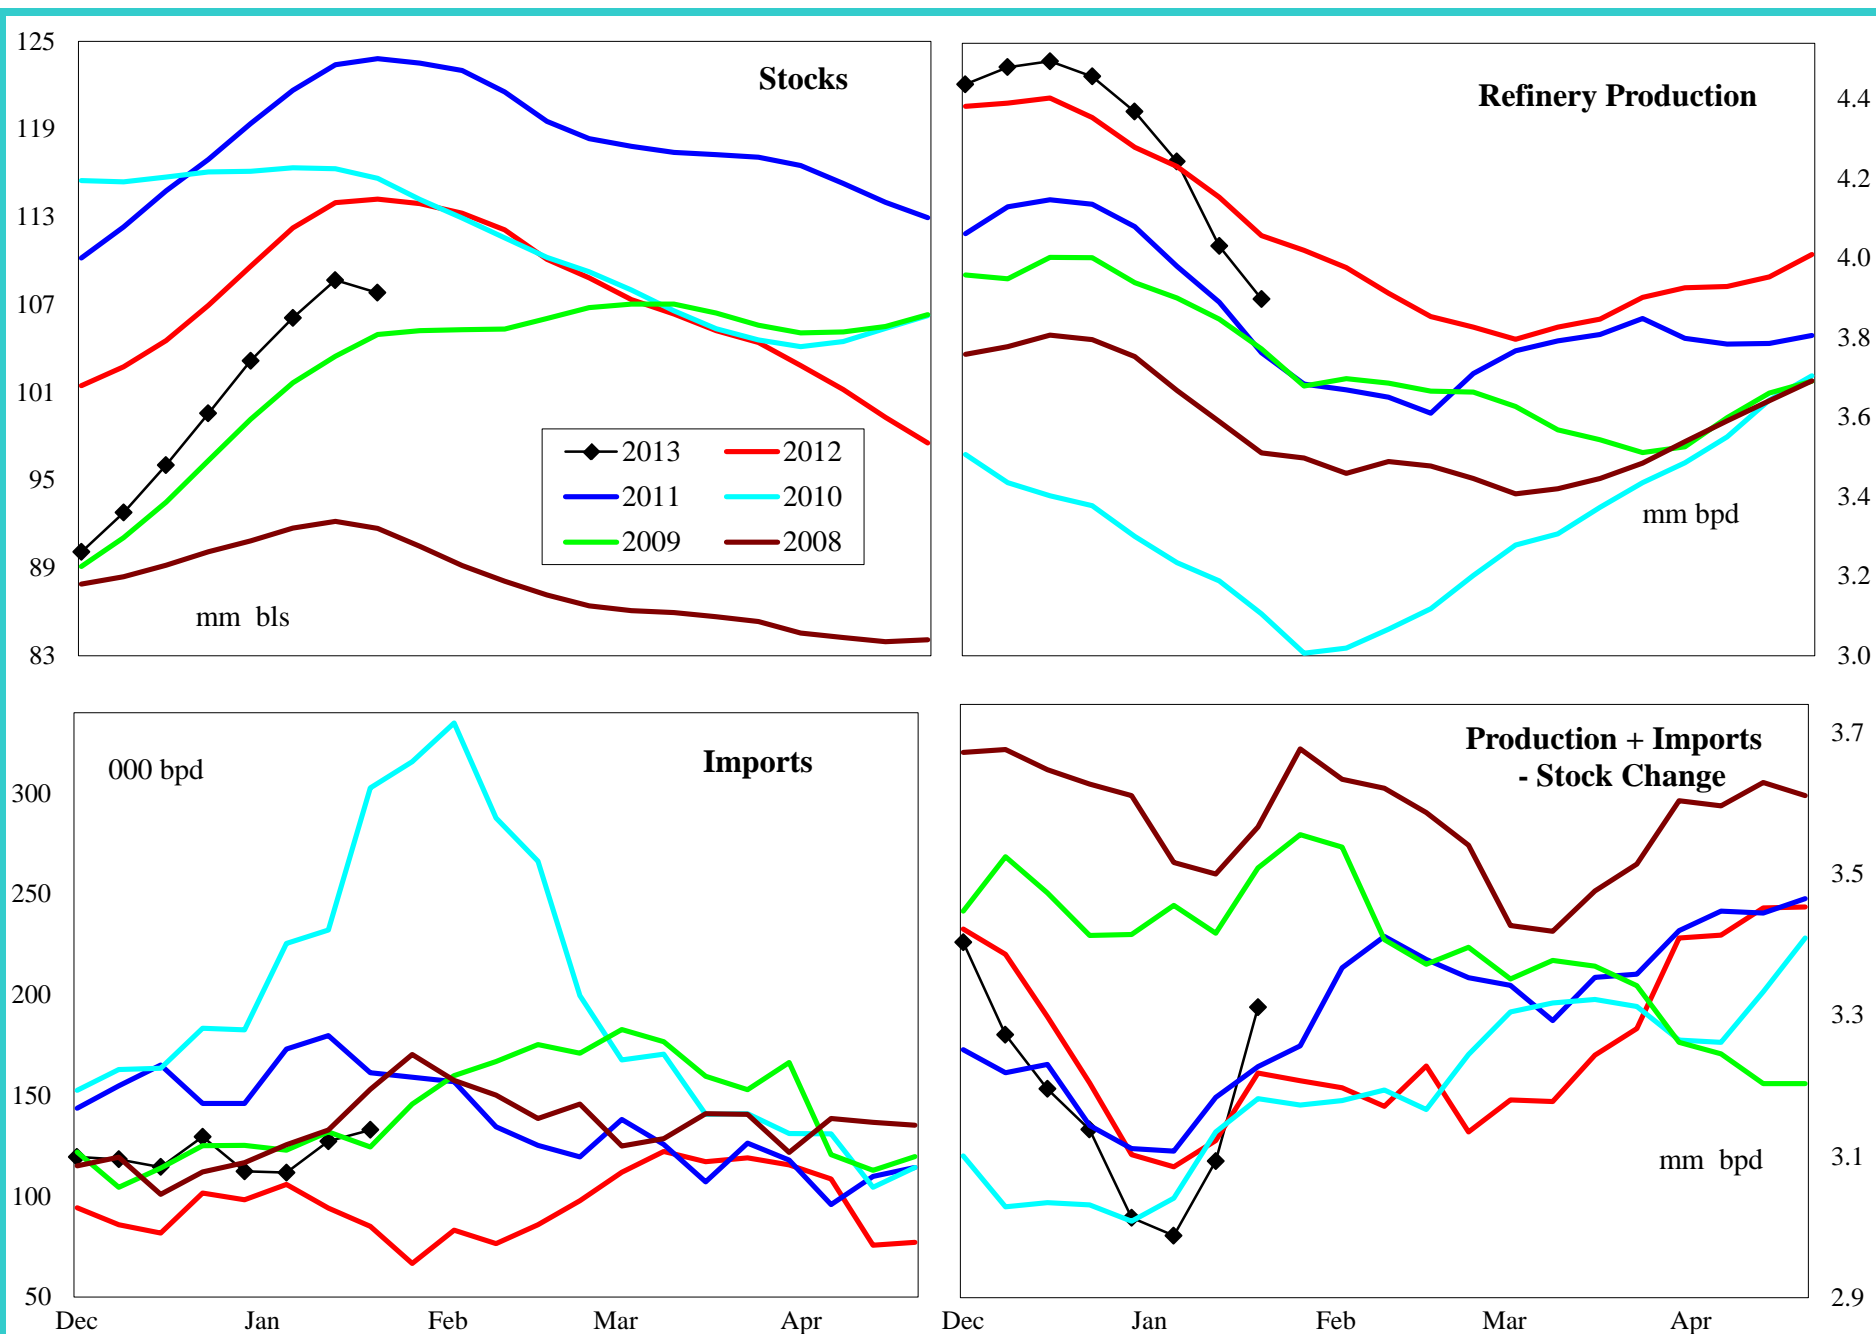 125
119
113
107
101
95
89
83
Stocks
mm bls
2013 2012
2011 2010
2009 2008
Refinery Production
mm bpd
4.4
4.2
4.0
3.8
3.6
3.4
3.2
3.0
000 bpd
Imports
300
250
200
150
100
50
Dec Jan Feb Mar Apr
Production + Imports
- Stock Change
mm bpd
3.7
3.5
3.3
3.1
2.9
Dec Jan Feb Mar Apr